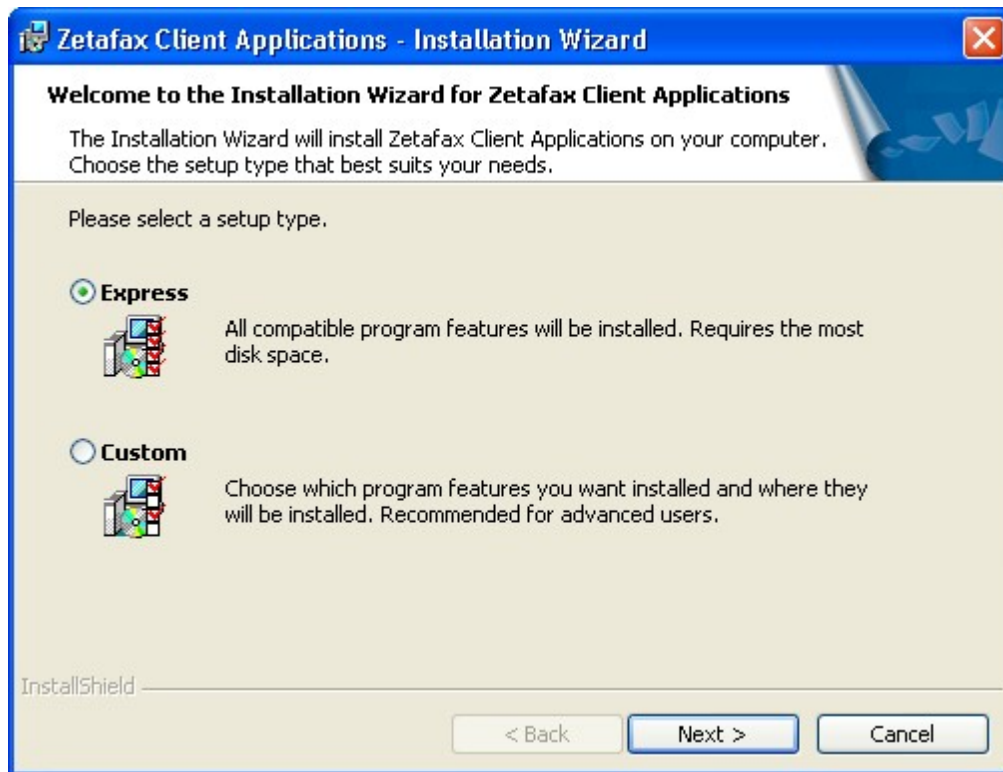 Zetafax Client Applications - Installation Wizard
Welcome to the Installation Wizard for Zetafax Client Applications
The Installation Wizard will install Zetafax Client Applications on your computer.
Choose the setup type that best suits your needs.
Please select a setup type.
Express
All compatible program features will be installed. Requires the most
disk space.
Custom
Choose which program features you want installed and where they
will be installed. Recommended for advanced users.
InstallShield
< Back
Next >
Cancel